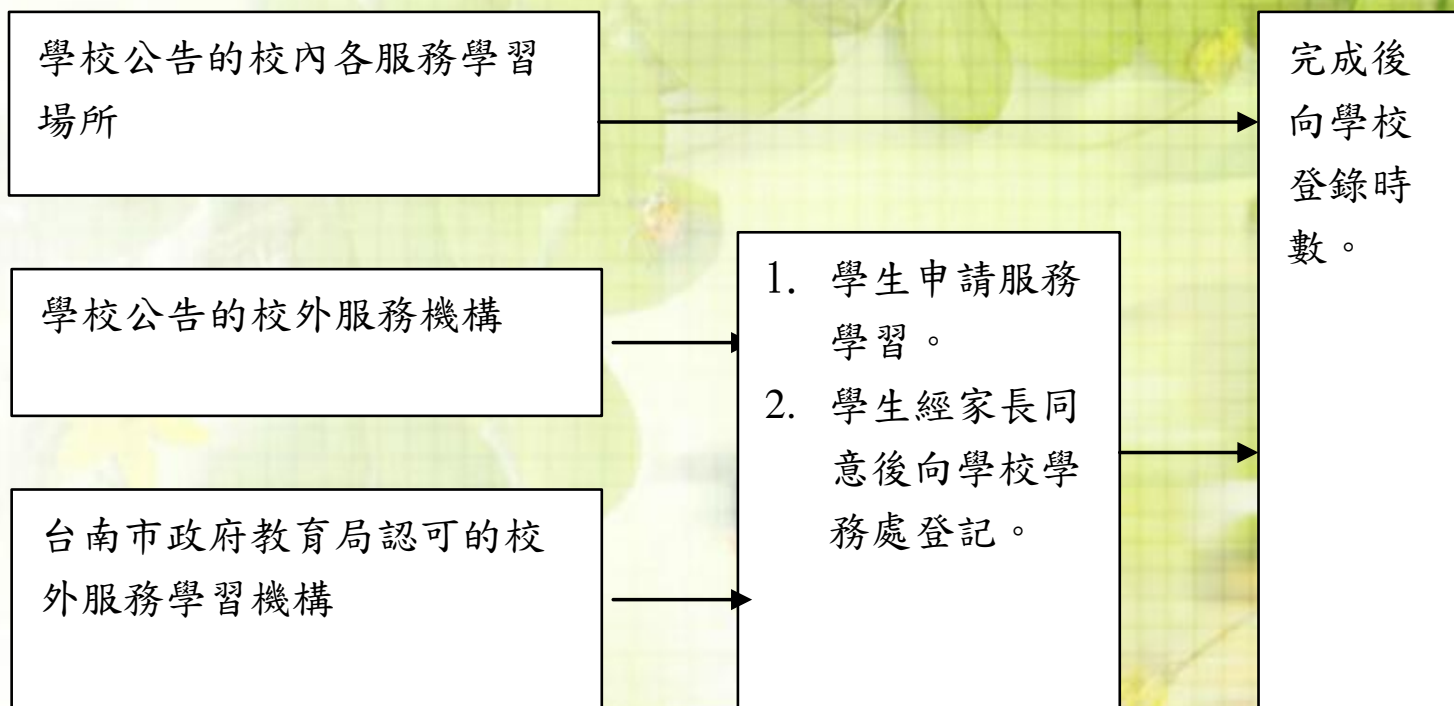 學校公告的校內各服務學習
場所
學校公告的校外服務機構
台南市政府教育局認可的校
外服務學習機構
1. 學生申請服務
學習。
2. 學生經家長同
意後向學校學
務處登記。
完成後
向學校
登錄時
數。